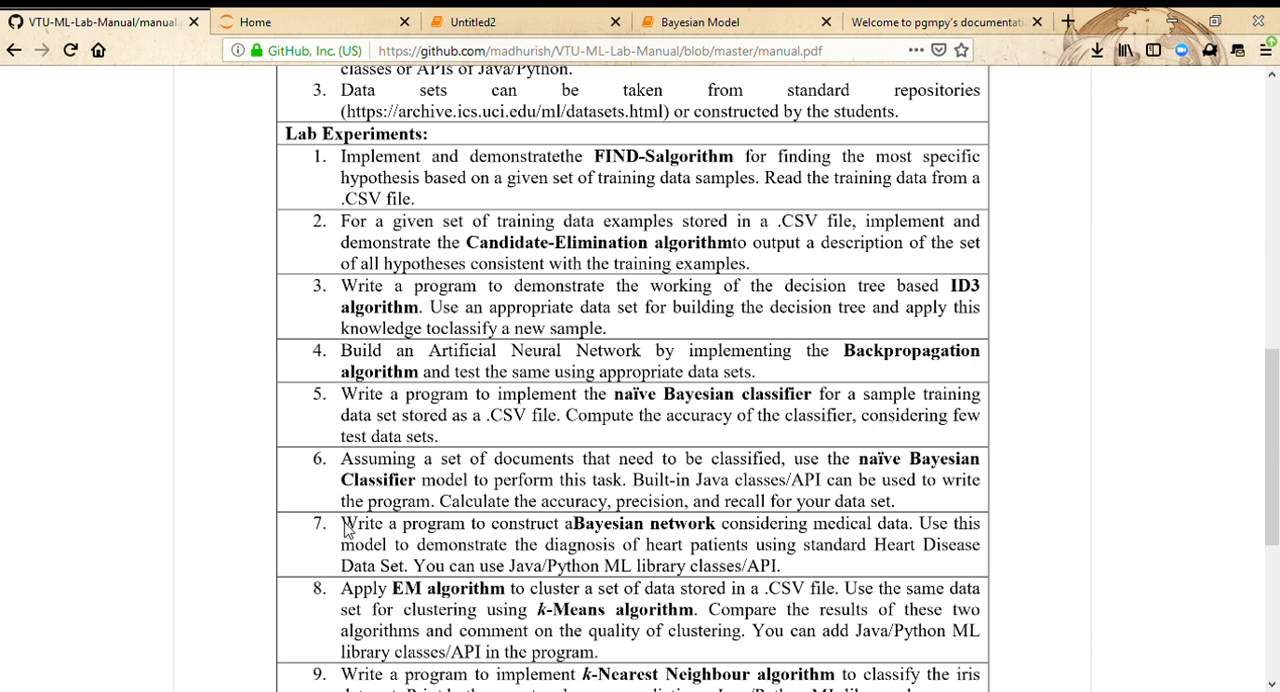 VTU-ML-Lab-Manual/manual.
Home
Untitled2
Bayesian Model
Welcome to pgmpy's documentati
GitHub, Inc. (US)
https://github.com/madhurish/VTU-ML-Lab-Manual/blob/master/manual.pdf
classes or APIs of Java/Python.
3. Data sets can be taken from standard repositories
(https://archive.ics.uci.edu/ml/datasets.html) or constructed by the students.
Lab Experiments:
1. Implement and demonstratethe FIND-Salgorithm for finding the most specific
hypothesis based on a given set of training data samples. Read the training data from a
.CSV file.
2. For a given set of training data examples stored in a .CSV file, implement and
demonstrate the Candidate-Elimination algorithmto output a description of the set
of all hypotheses consistent with the training examples.
3. Write a program to demonstrate the working of the decision tree based ID3
algorithm. Use an appropriate data set for building the decision tree and apply this
knowledge toclassify a new sample.
4. Build an Artificial Neural Network by implementing the Backpropagation
algorithm and test the same using appropriate data sets.
5. Write a program to implement the naïve Bayesian classifier for a sample training
data set stored as a .CSV file. Compute the accuracy of the classifier, considering few
test data sets.
6. Assuming a set of documents that need to be classified, use the naïve Bayesian
Classifier model to perform this task. Built-in Java classes/API can be used to write
the program. Calculate the accuracy, precision, and recall for your data set.
7. Write a program to construct aBayesian network considering medical data. Use this
model to demonstrate the diagnosis of heart patients using standard Heart Disease
Data Set. You can use Java/Python ML library classes/API.
8. Apply EM algorithm to cluster a set of data stored in a .CSV file. Use the same data
set for clustering using k-Means algorithm. Compare the results of these two
algorithms and comment on the quality of clustering. You can add Java/Python ML
library classes/API in the program.
9. Write a program to implement k-Nearest Neighbour algorithm to classify the iris